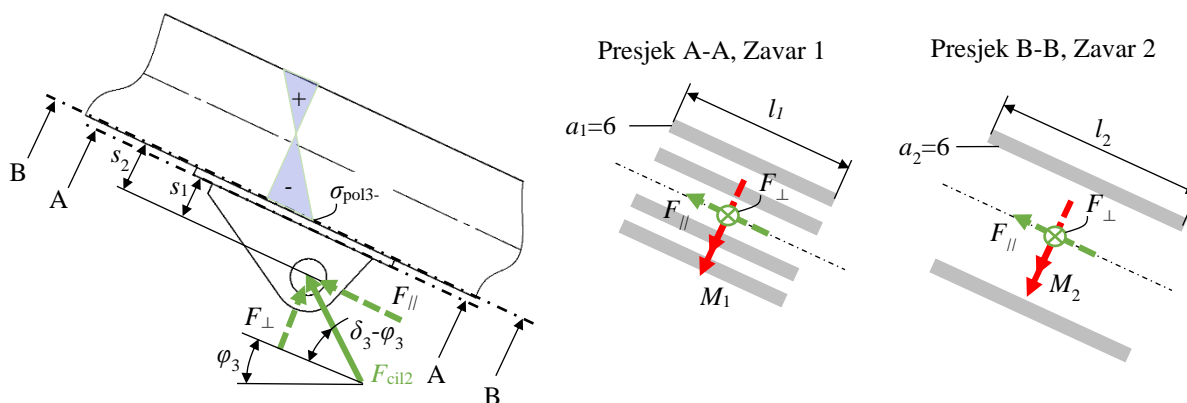 +
-
σpol3-
B
A
s2
s1
F⊥
F||
δ3-φ3
φ3
Fcil2
A
B
Presjek A-A, Zavar 1
a1=6
l1
F⊥
F||
M1
Presjek B-B, Zavar 2
a2=6
l2
F⊥
F||
M2